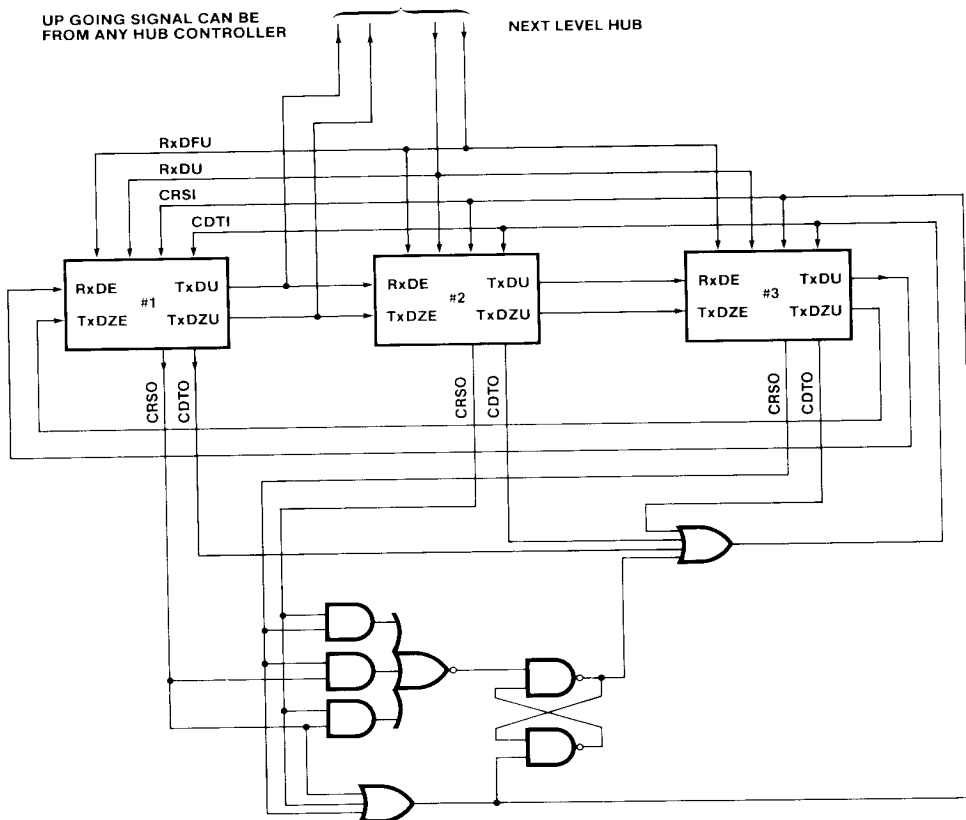 UP GOING SIGNAL CAN BE
FROM ANY HUB CONTROLLER
NEXT LEVEL HUB
RxDFU
RxDU
CRSI
CDTI
RxDE TxDU
#1
TxDZE TxDZU
RxDE TxDU
#2
TxDZE TxDZU
RxDE TxDU
#3
TxDZE TxDZU
CRSO
CDTO
CRSO
CDTO
CRSO
CDTO